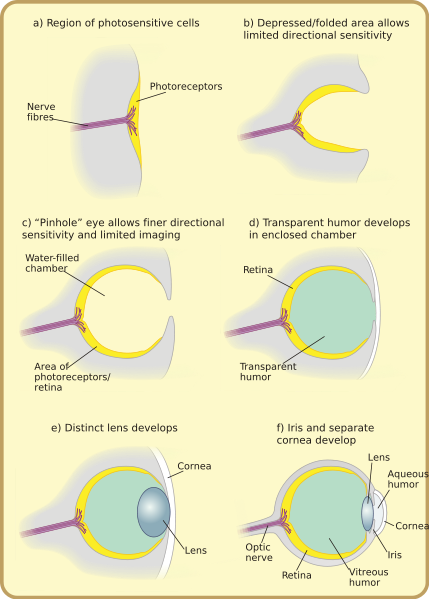 a) Region of photosensitive cells
Photoreceptors
Nerve
fibres
b) Depressed/folded area allows
limited directional sensitivity
c) “Pinhole” eye allows finer directional
sensitivity and limited imaging
Water-filled
chamber
Area of
photoreceptors/
retina
d) Transparent humor develops
in enclosed chamber
Retina
Transparent
humor
e) Distinct lens develops
Cornea
Lens
f) Iris and separate
cornea develop
Lens
Aqueous
humor
Cornea
Iris
Optic
nerve
Retina
Vitreous
humor